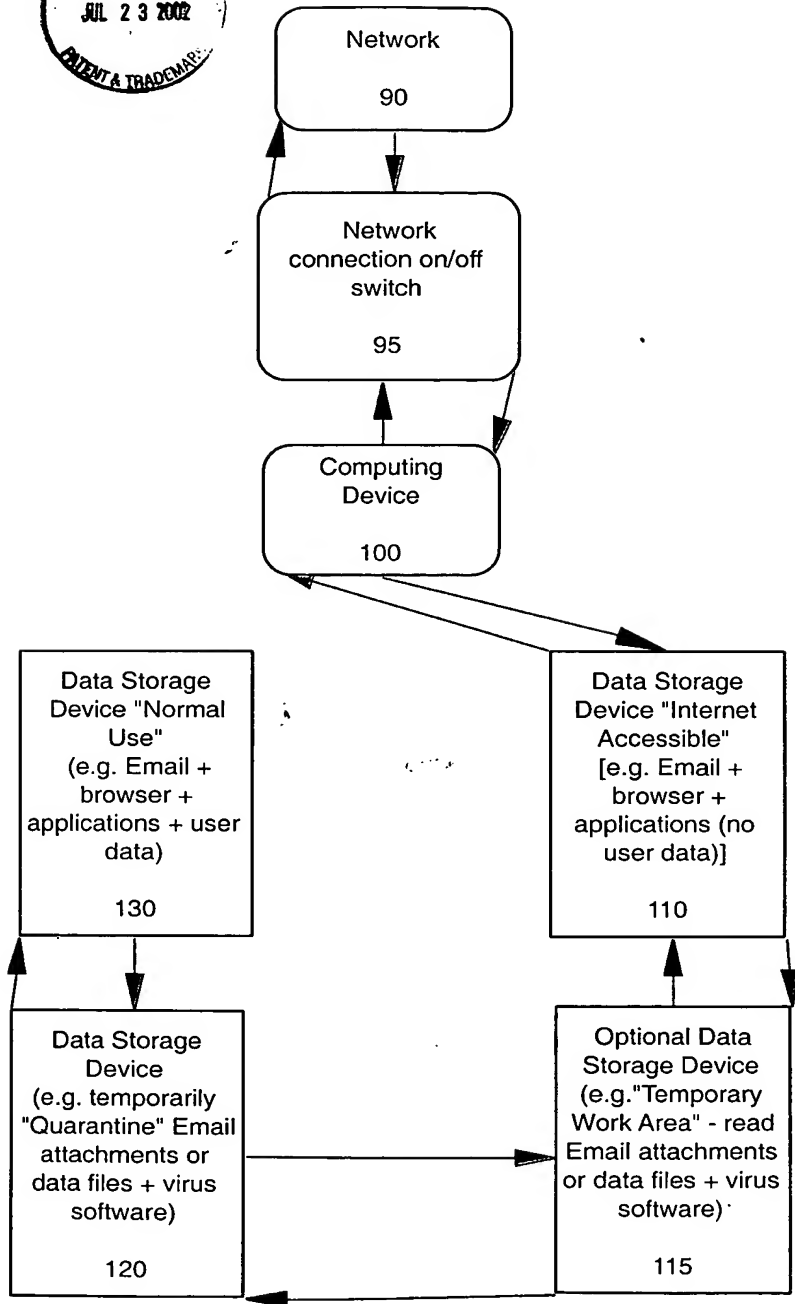 JUL 23 2002
PATENT & TRADEMARK
Network
90
Network
connection on/off
switch
95
Computing
Device
100
Data Storage
Device "Normal
Use"
(e.g. Email +
browser +
applications + user
data)
130
Data Storage
Device "Internet
Accessible"
[e.g. Email +
browser +
applications (no
user data)]
110
Data Storage
Device
(e.g. temporarily
"Quarantine" Email
attachments or
data files + virus
software)
120
Optional Data
Storage Device
(e.g."Temporary
Work Area" - read
Email attachments
or data files + virus
software)
115